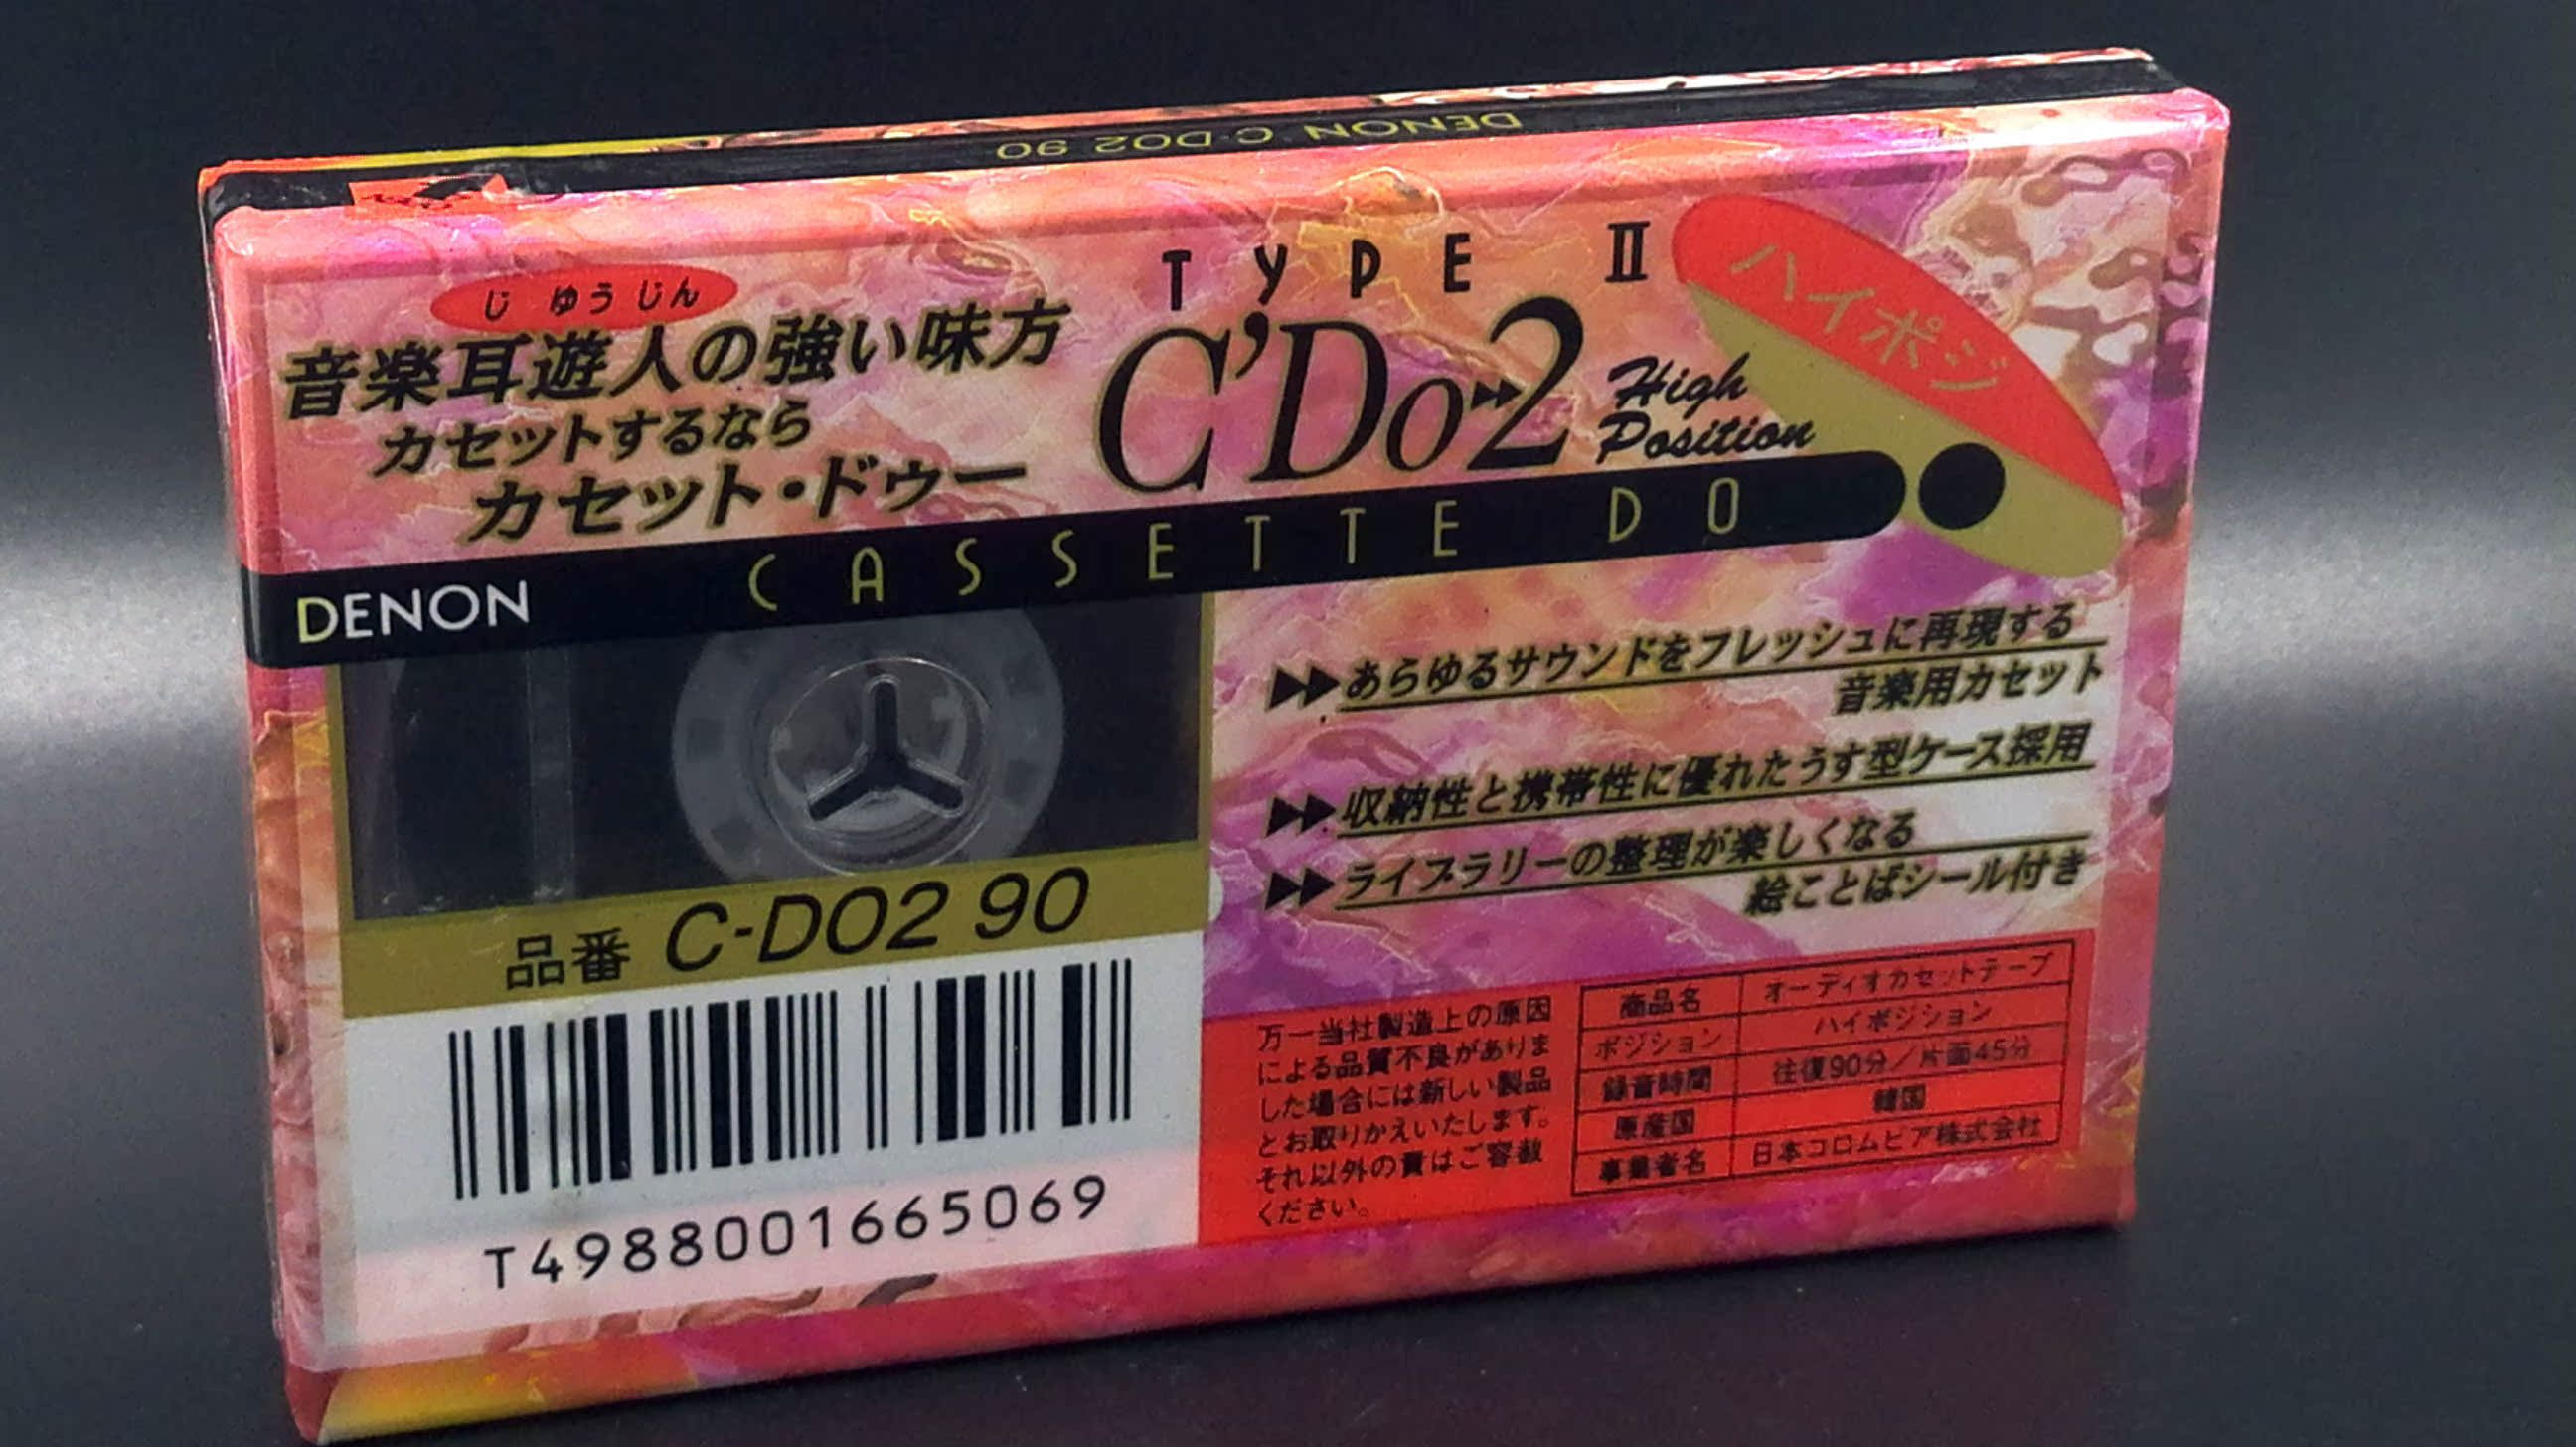 DENON C-DO2 90
TYPE II
ハイポジ
じ ゆう じん
音楽耳遊人の強い味方
カセットするなら
カセット・ドゥー
C'Do▸▸2
High
Position
DENON CASSETTE DO
▶▶あらゆるサウンドをフレッシュに再現する
音楽用カセット
▶▶収納性と携帯性に優れたうす型ケース採用
▶▶ライブラリーの整理が楽しくなる
絵ことばシール付き
品番 C-DO2 90
T4988001665069
万一当社製造上の原因
による品質不良がありま
した場合には新しい製品
とお取りかえいたします。
それ以外の責はご容赦
ください。
商品名 オーディオカセットテープ
ポジション ハイポジション
録音時間 往復90分/片面45分
原産国 韓国
事業者名 日本コロムビア株式会社